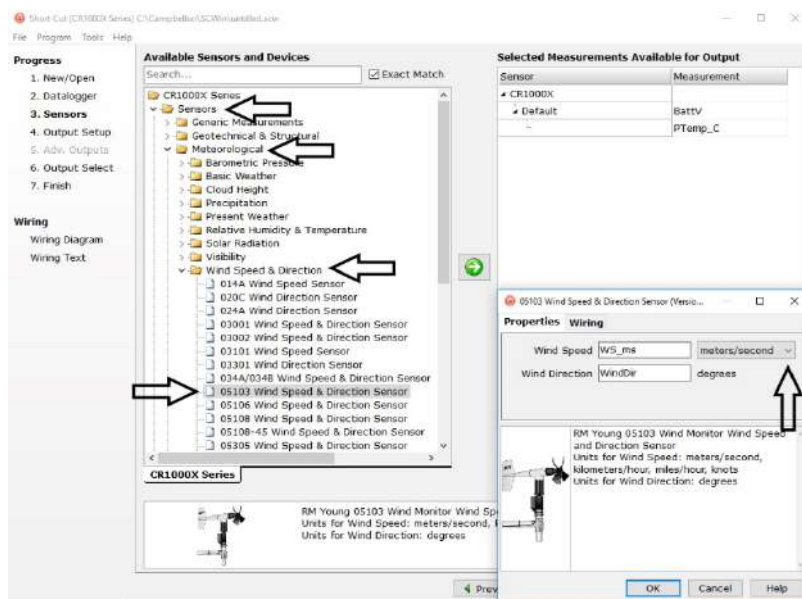 Short Cut (CR1000X Series) C:\Campbellsci\SCWin\untitled.scw
File Program Tools Help
Progress
1. New/Open
2. Datalogger
3. Sensors
4. Output Setup
5. Adv. Outputs
6. Output Select
7. Finish
Wiring
Wiring Diagram
Wiring Text
Available Sensors and Devices
Search...
Exact Match
CR1000X Series
Sensors
Generic Measurements
Geotechnical & Structural
Meteorological
Barometric Pressure
Basic Weather
Cloud Height
Precipitation
Present Weather
Relative Humidity & Temperature
Solar Radiation
Visibility
Wind Speed & Direction
014A Wind Speed Sensor
020C Wind Direction Sensor
024A Wind Direction Sensor
03001 Wind Speed & Direction Sensor
03002 Wind Speed & Direction Sensor
03101 Wind Speed Sensor
03301 Wind Direction Sensor
034A/034B Wind Speed & Direction Sensor
05103 Wind Speed & Direction Sensor
05106 Wind Speed & Direction Sensor
05108 Wind Speed & Direction Sensor
05108-45 Wind Speed & Direction Sensor
05305 Wind Speed & Direction Sensor
CR1000X Series
RM Young 05103 Wind Monitor Wind Sp
Units for Wind Speed: meters/second, k
Units for Wind Direction: degrees
Selected Measurements Available for Output
Sensor Measurement
CR1000X
Default BattV
PTemp_C
05103 Wind Speed & Direction Sensor (Versio...
Properties Wiring
Wind Speed WS_ms meters/second
Wind Direction WindDir degrees
RM Young 05103 Wind Monitor Wind Speed
and Direction Sensor
Units for Wind Speed: meters/second,
kilometers/hour, miles/hour, knots
Units for Wind Direction: degrees
Prev
OK Cancel Help